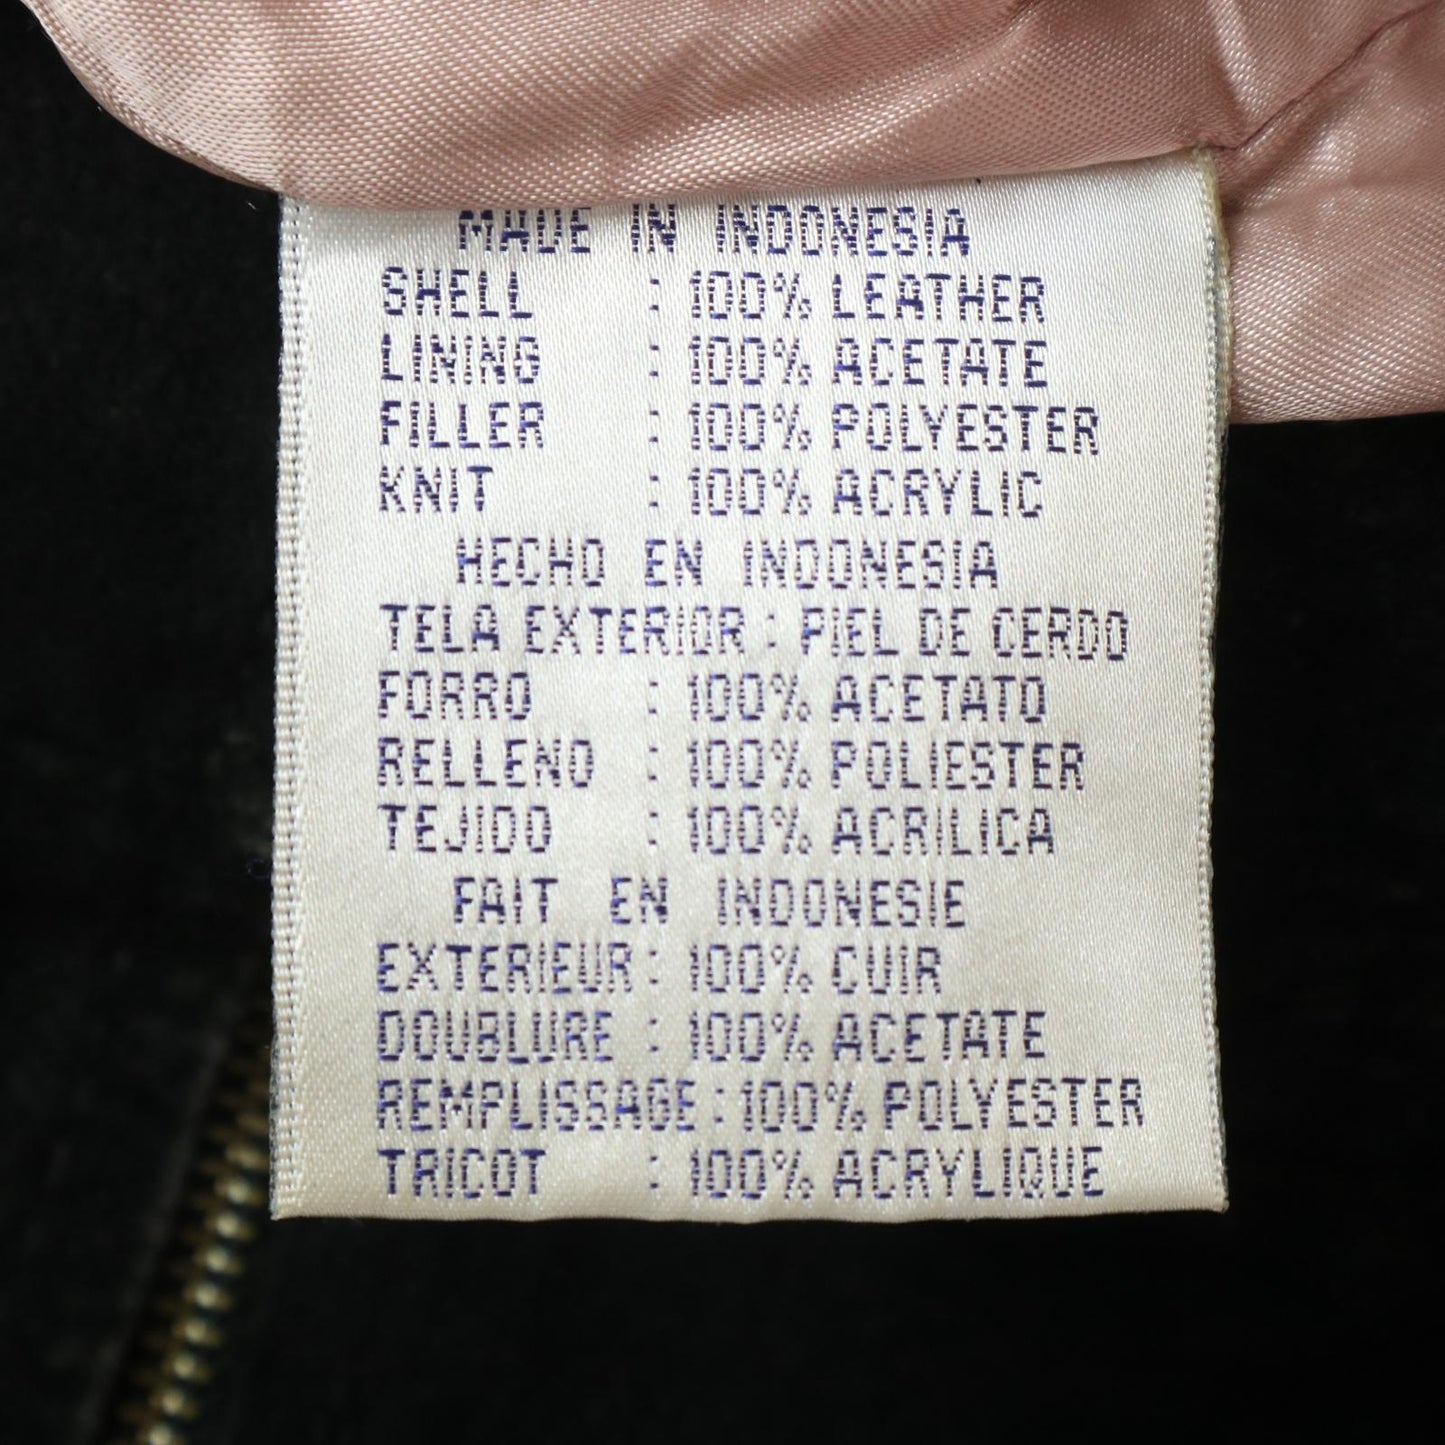 MADE IN INDONESIA
SHELL : 100% LEATHER
LINING : 100% ACETATE
FILLER : 100% POLYESTER
KNIT : 100% ACRYLIC
HECHO EN INDONESIA
TELA EXTERIOR : PIEL DE CERDO
FORRO : 100% ACETATO
RELLENO : 100% POLIESTER
TEJIDO : 100% ACRILICA
FAIT EN INDONESIE
EXTERIEUR : 100% CUIR
DOUBLURE : 100% ACETATE
REMPLISSAGE : 100% POLYESTER
TRICOT : 100% ACRYLIQUE